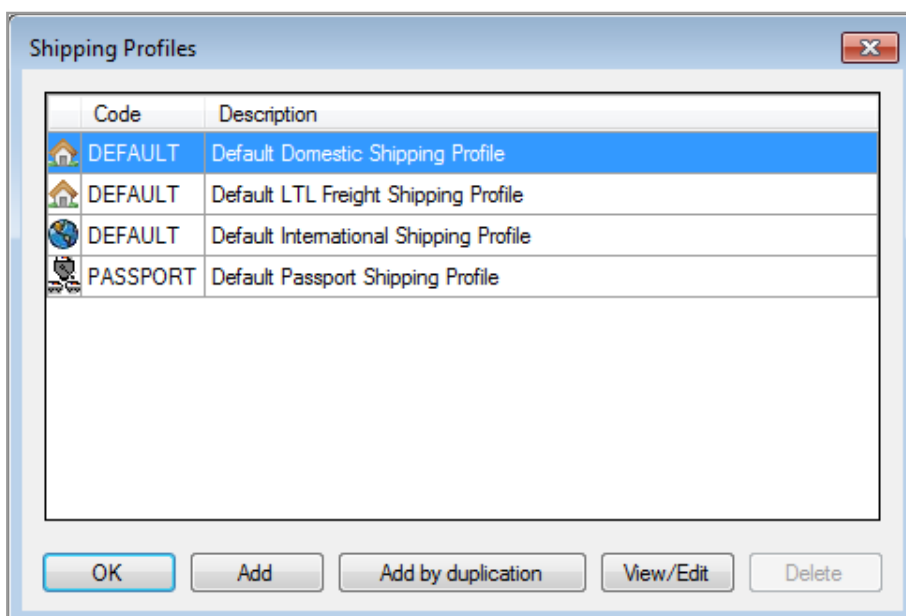 Shipping Profiles
Code Description
DEFAULT Default Domestic Shipping Profile
DEFAULT Default LTL Freight Shipping Profile
DEFAULT Default International Shipping Profile
PASSPORT Default Passport Shipping Profile
OK Add Add by duplication View/Edit Delete